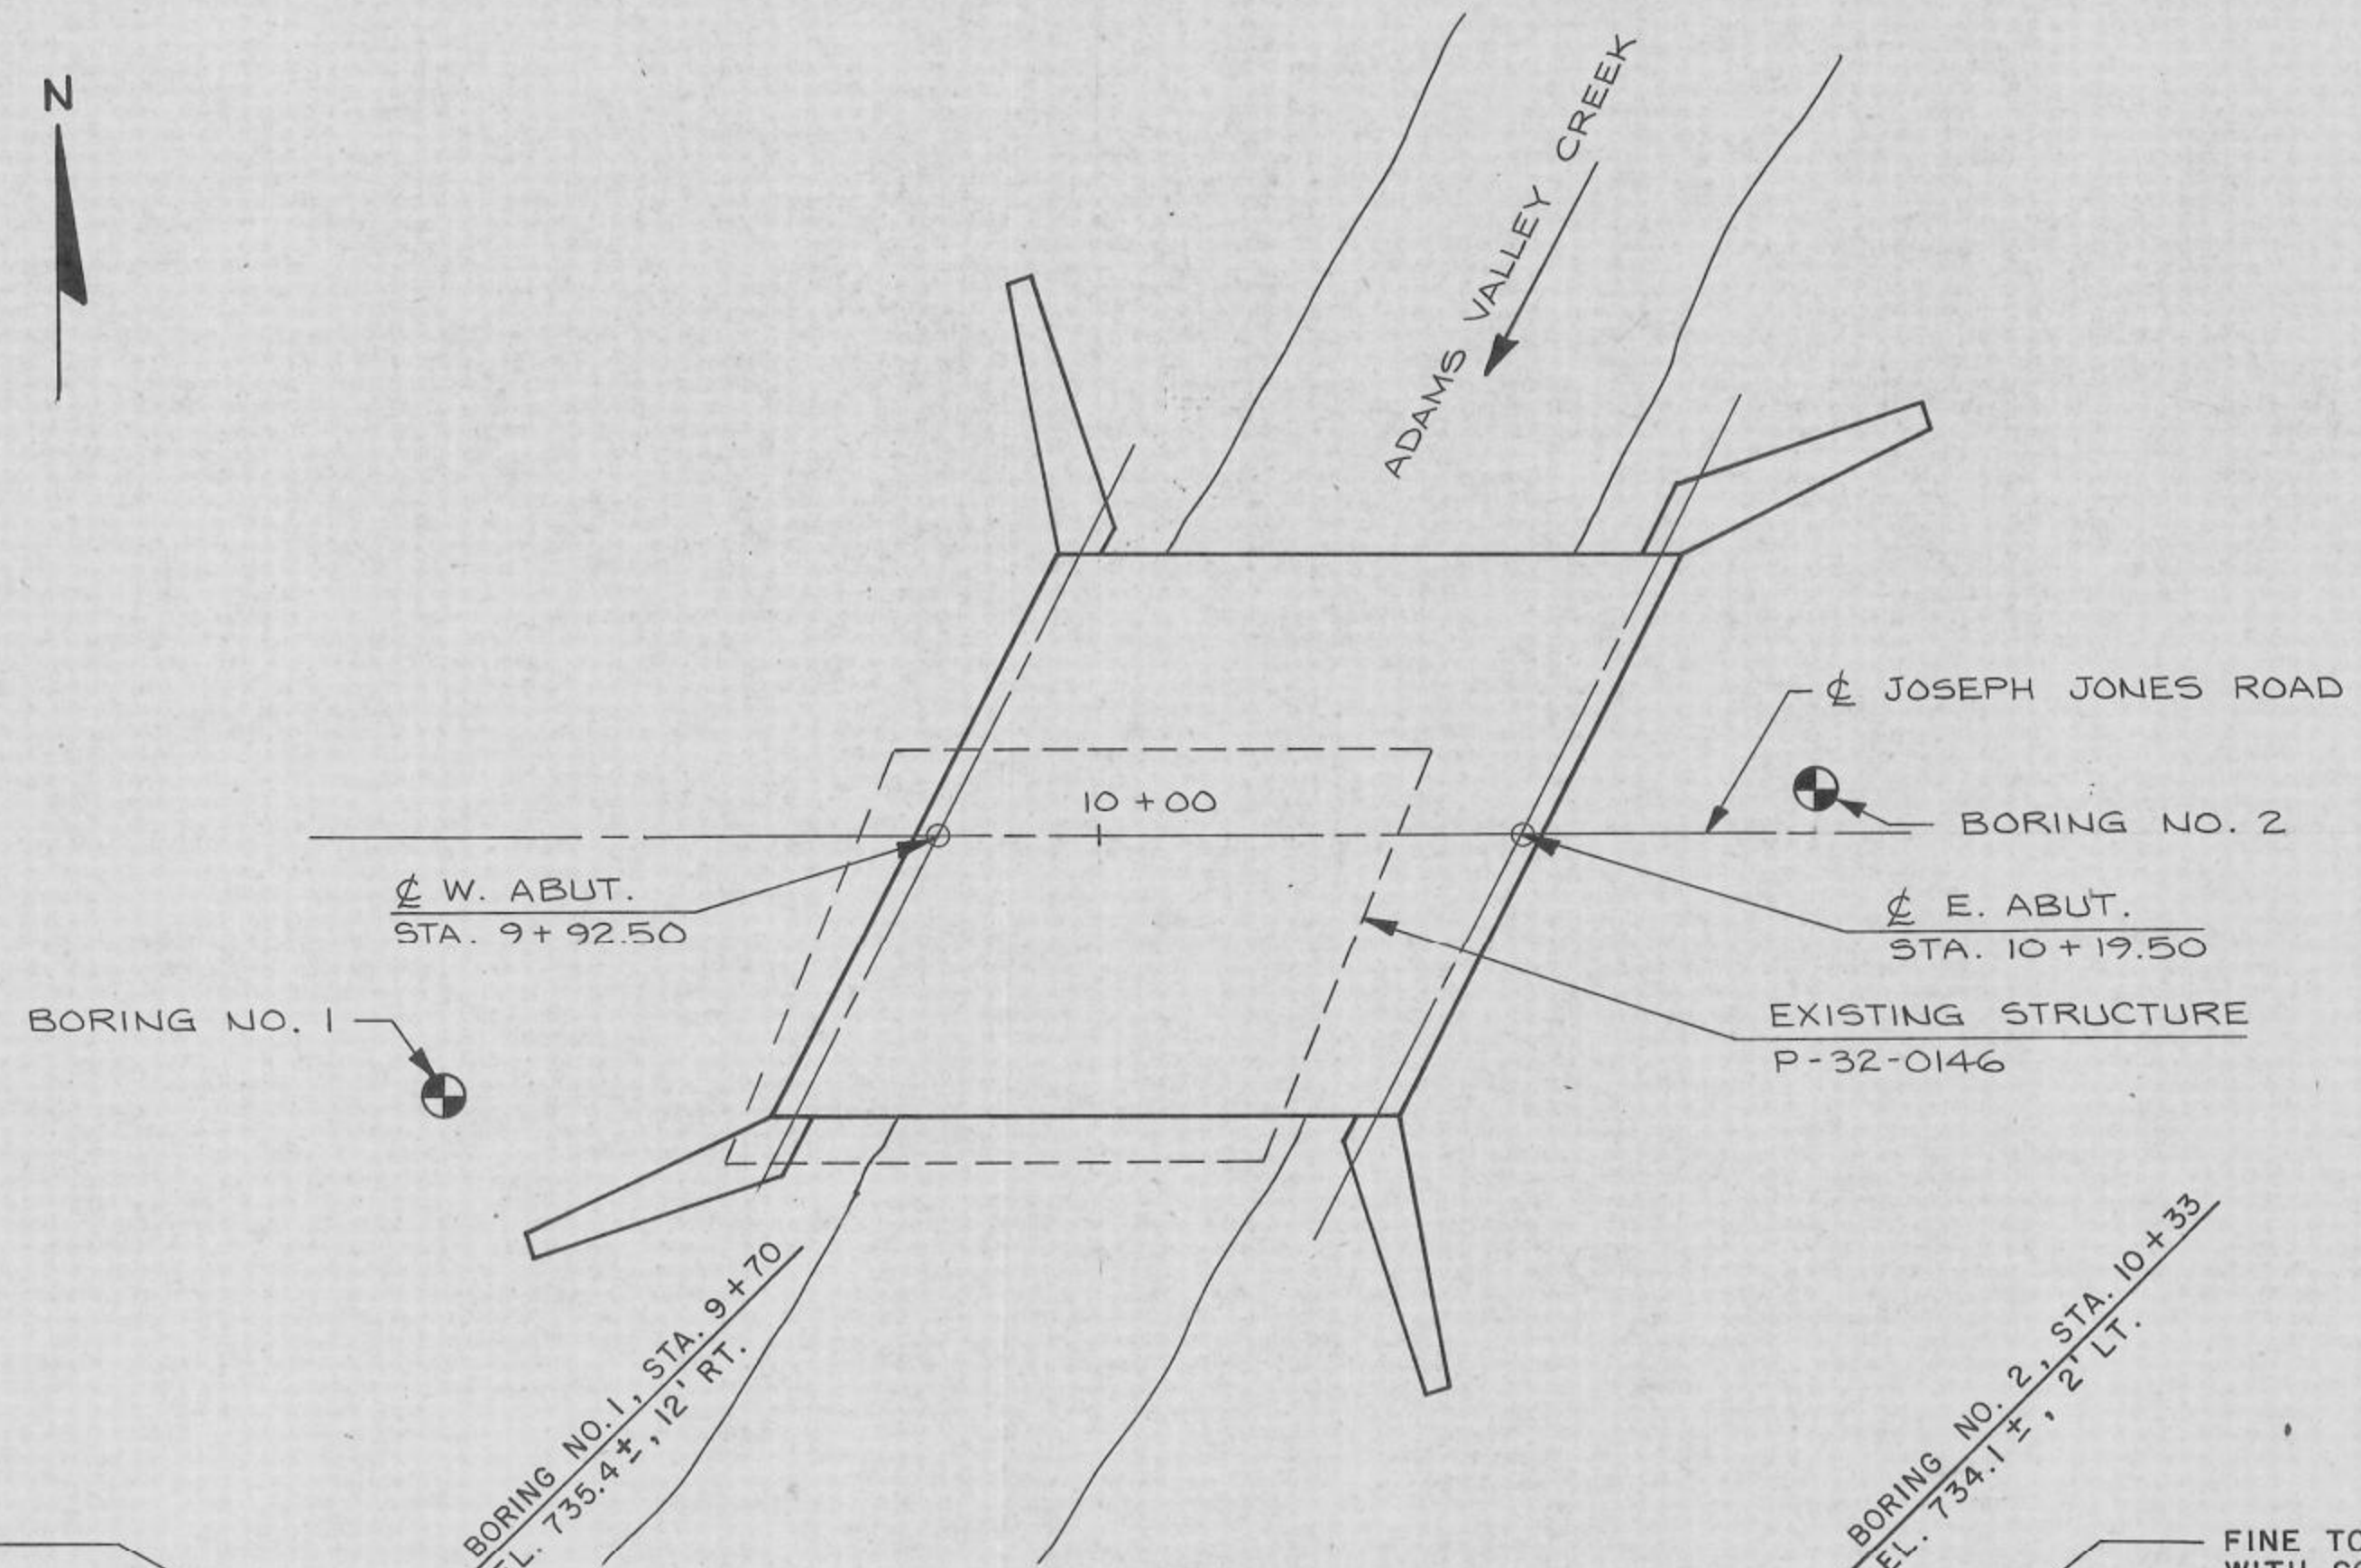 N
ADAMS VALLEY CREEK
℄ JOSEPH JONES ROAD
10 + 00
BORING NO. 2
℄ W. ABUT.
STA. 9 + 92.50
℄ E. ABUT.
STA. 10 + 19.50
BORING NO. 1
EXISTING STRUCTURE
P-32-0146
BORING NO. 1, STA. 9+70
EL. 735.4 ±, 12' RT.
BORING NO. 2, STA. 10+33
EL. 734.1 ±, 2' LT.
FINE TO